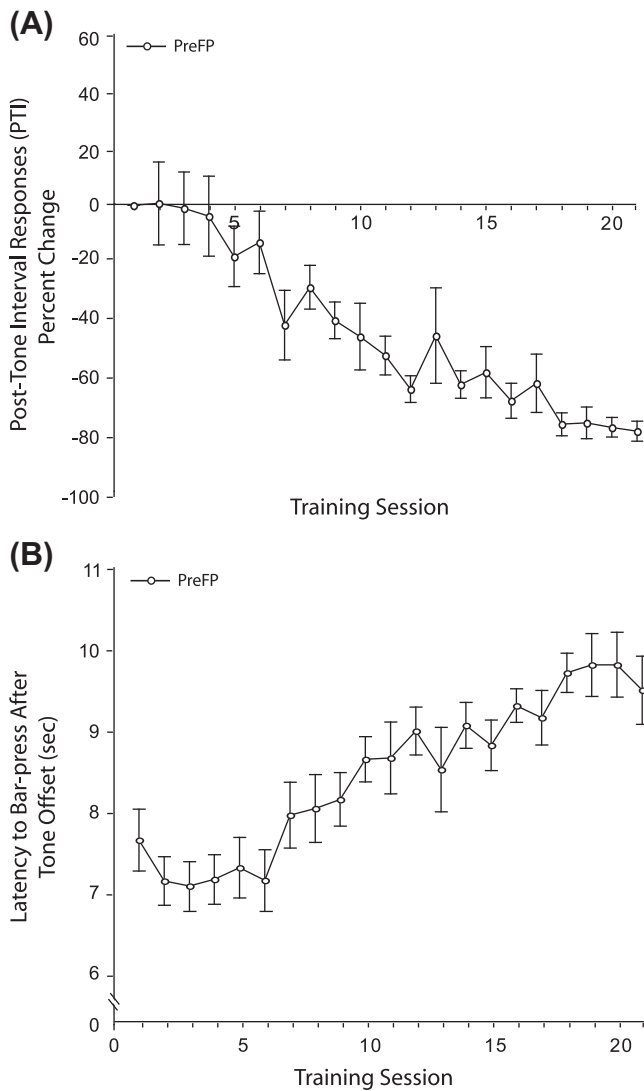 (A)
60
40
20
0
-20
-40
-60
-80
-100
PreFP
5
10
15
20
Post-Tone Interval Responses (PTI)
Percent Change
Training Session
(B)
11
10
9
8
7
6
0
PreFP
Latency to Bar-press After
Tone Offset (sec)
0
5
10
15
20
Training Session